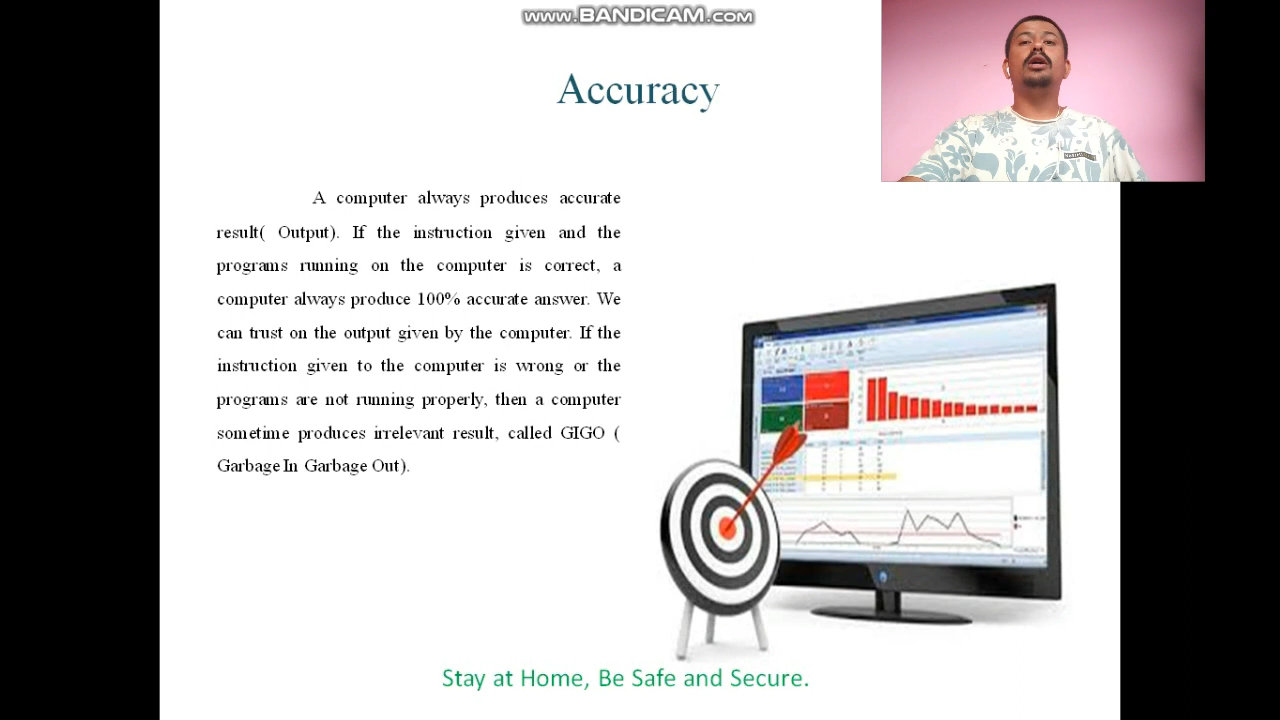 www.BANDICAM.com
Accuracy
A computer always produces accurate
result( Output). If the instruction given and the
programs running on the computer is correct, a
computer always produce 100% accurate answer. We
can trust on the output given by the computer. If the
instruction given to the computer is wrong or the
programs are not running properly, then a computer
sometime produces irrelevant result, called GIGO (
Garbage In Garbage Out).
Stay at Home, Be Safe and Secure.